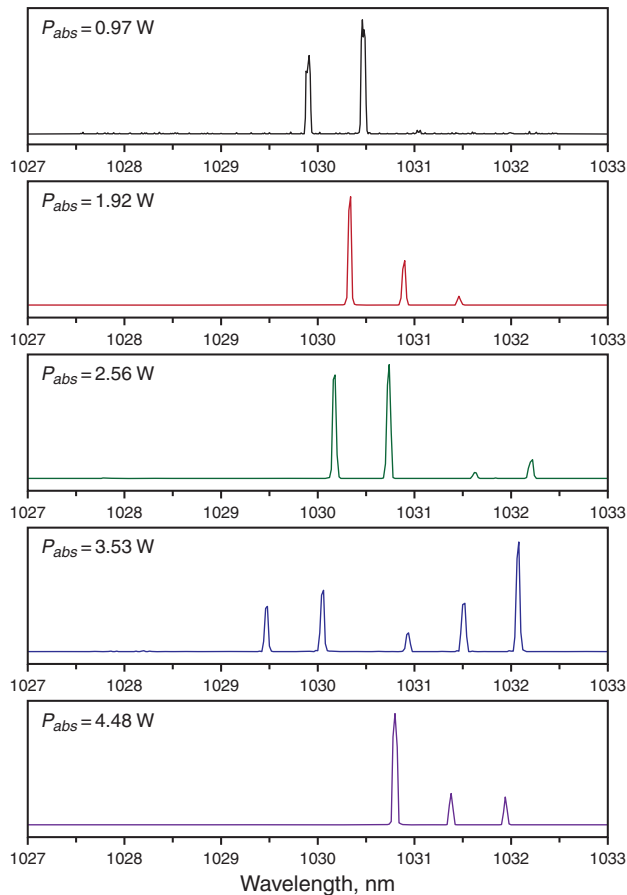 P_abs = 0.97 W
1027 1028 1029 1030 1031 1032 1033
P_abs = 1.92 W
1027 1028 1029 1030 1031 1032 1033
P_abs = 2.56 W
1027 1028 1029 1030 1031 1032 1033
P_abs = 3.53 W
1027 1028 1029 1030 1031 1032 1033
P_abs = 4.48 W
1027 1028 1029 1030 1031 1032 1033
Wavelength, nm